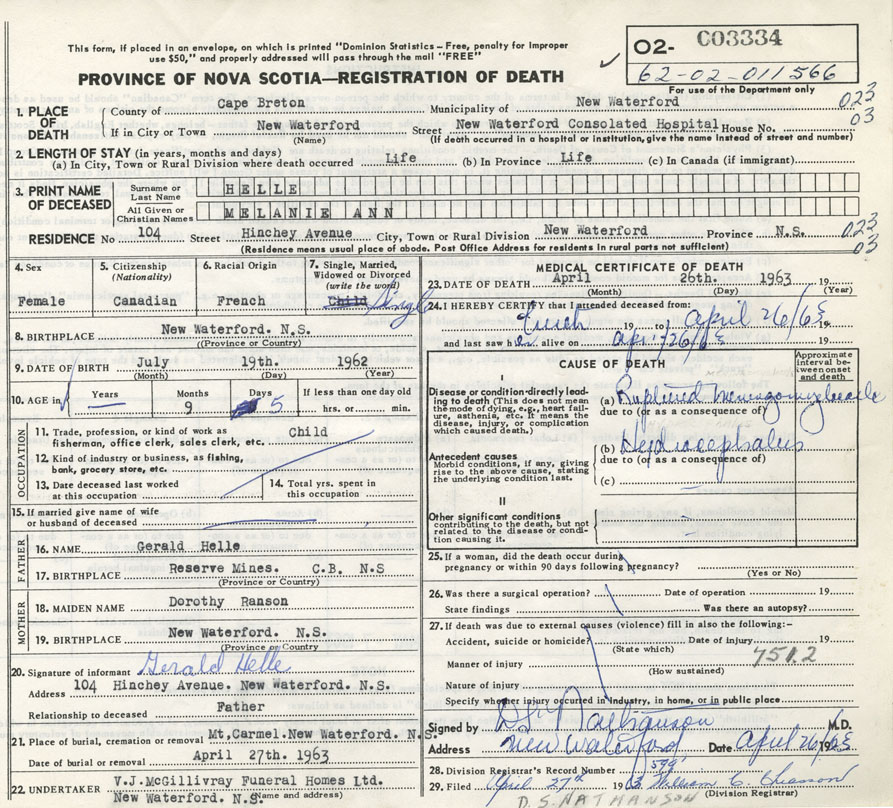 This form, if placed in an envelope, on which is printed "Dominion Statistics – Free, penalty for improper
use $50," and properly addressed will pass through the mail "FREE"
PROVINCE OF NOVA SCOTIA—REGISTRATION OF DEATH
O2- C03334
62-02-011566
For use of the Department only
1. PLACE OF DEATH
County of Cape Breton Municipality of New Waterford 023
If in City or Town New Waterford Street New Waterford Consolidated Hospital House No. 03
(Name) (If death occurred in a hospital or institution, give the name instead of street and number)
2. LENGTH OF STAY (in years, months and days)
(a) In City, Town or Rural Division where death occurred Life (b) In Province Life (c) In Canada (if immigrant)
3. PRINT NAME OF DECEASED
Surname or Last Name HELLE
All Given or Christian Names MELANIE ANN
RESIDENCE No 104 Street Hinchey Avenue City, Town or Rural Division New Waterford Province N.S. 023
(Residence means usual place of abode. Post Office Address for residents in rural parts not sufficient) 03
4. Sex
Female
5. Citizenship (Nationality)
Canadian
6. Racial Origin
French
7. Single, Married, Widowed or Divorced (write the word)
Child Single
8. BIRTHPLACE New Waterford. N.S.
(Province or Country)
9. DATE OF BIRTH July 19th. 1962
(Month) (Day) (Year)
10. AGE in Years Months 9 Days 5 If less than one day old
hrs. or min.
OCCUPATION
11. Trade, profession, or kind of work as fisherman, office clerk, sales clerk, etc. Child
12. Kind of industry or business, as fishing, bank, grocery store, etc.
13. Date deceased last worked at this occupation
14. Total yrs. spent in this occupation
15. If married give name of wife or husband of deceased
FATHER
16. NAME Gerald Helle
17. BIRTHPLACE Reserve Mines. C.B. N.S
(Province or Country)
MOTHER
18. MAIDEN NAME Dorothy Ranson
19. BIRTHPLACE New Waterford. N.S.
(Province or Country)
20. Signature of informant Gerald Helle
Address 104 Hinchey Avenue. New Waterford. N.S.
Relationship to deceased Father
21. Place of burial, cremation or removal Mt,Carmel.New Waterford. N.S.
Date of burial or removal April 27th. 1963
22. UNDERTAKER V.J.McGillivray Funeral Homes Ltd.
New Waterford. N.S.
(Name and address)
MEDICAL CERTIFICATE OF DEATH
23. DATE OF DEATH April 26th. 1963 19
(Month) (Day) (Year)
24. I HEREBY CERTIFY that I attended deceased from:
19 to April 26/63 19
and last saw h alive on April 26/63 19
CAUSE OF DEATH
Approximate interval between onset and death
I
Disease or condition directly leading to death (This does not mean the mode of dying, e.g., heart failure, asthenia, etc. It means the disease, injury, or complication which caused death.)
(a) Ruptured
due to (or as a consequence of)
Antecedent causes
Morbid conditions, if any, giving rise to the above cause, stating the underlying condition last.
(b) Hydrocephalus
due to (or as a consequence of)
(c)
II
Other significant conditions contributing to the death, but not related to the disease or condition causing it.
25. If a woman, did the death occur during pregnancy or within 90 days following pregnancy?
(Yes or No)
26. Was there a surgical operation? Date of operation 19
State findings Was there an autopsy?
27. If death was due to external causes (violence) fill in also the following:-
Accident, suicide or homicide? Date of injury 19
(State which)
751.2
Manner of injury
(How sustained)
Nature of injury
Specify whether injury occurred in Industry, in home, or in public place
Signed by D S Nathanson M.D.
Address New Waterford Date April 26/63 19
28. Division Registrar's Record Number
29. Filed April 27th 1963 William C. Chiasson
(Division Registrar)
D.S. NATHANSON